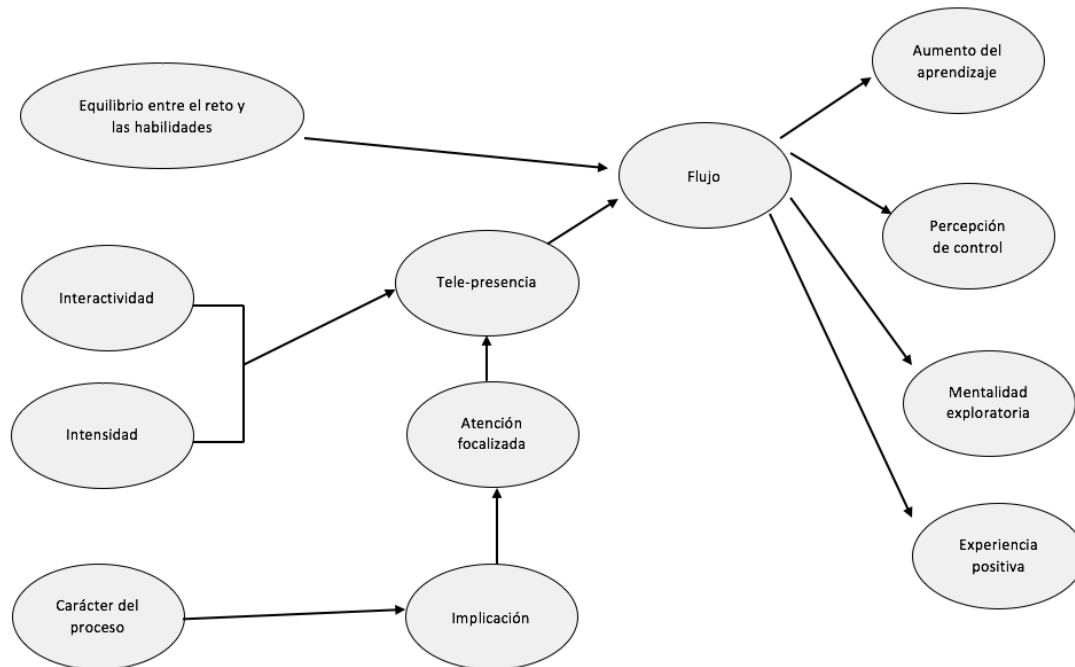 Aumento del
aprendizaje
Equilibrio entre el reto y
las habilidades
Flujo
Percepción
de control
Interactividad
Tele-presencia
Mentalidad
exploratoria
Intensidad
Atención
focalizada
Experiencia
positiva
Carácter del
proceso
Implicación